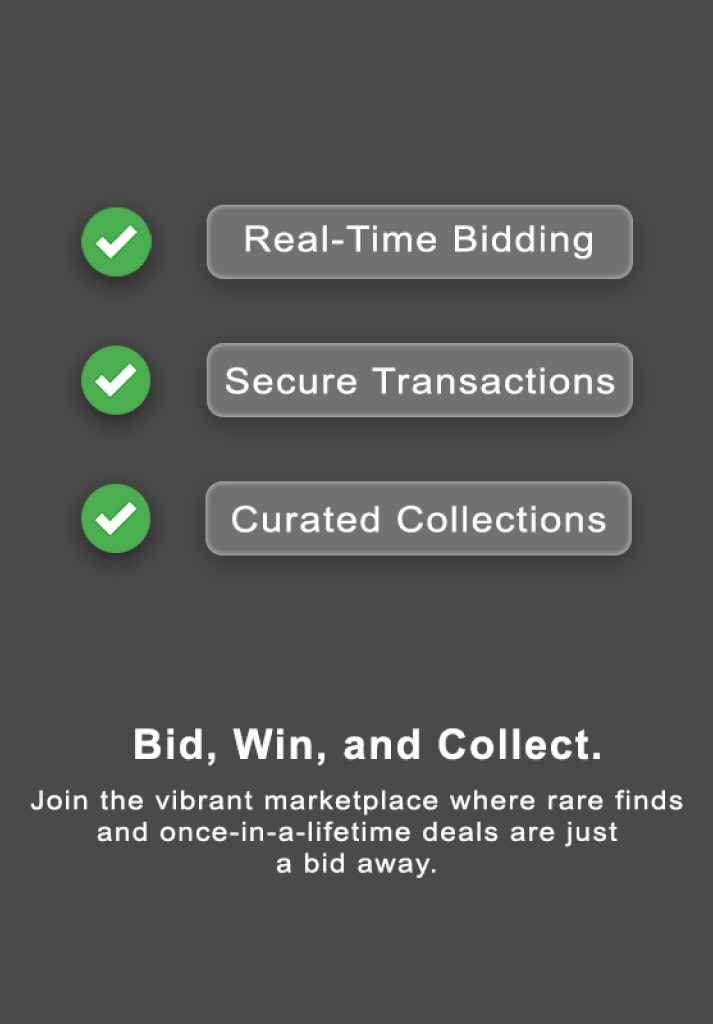 Real-Time Bidding
Secure Transactions
Curated Collections
Bid, Win, and Collect.
Join the vibrant marketplace where rare finds
and once-in-a-lifetime deals are just
a bid away.